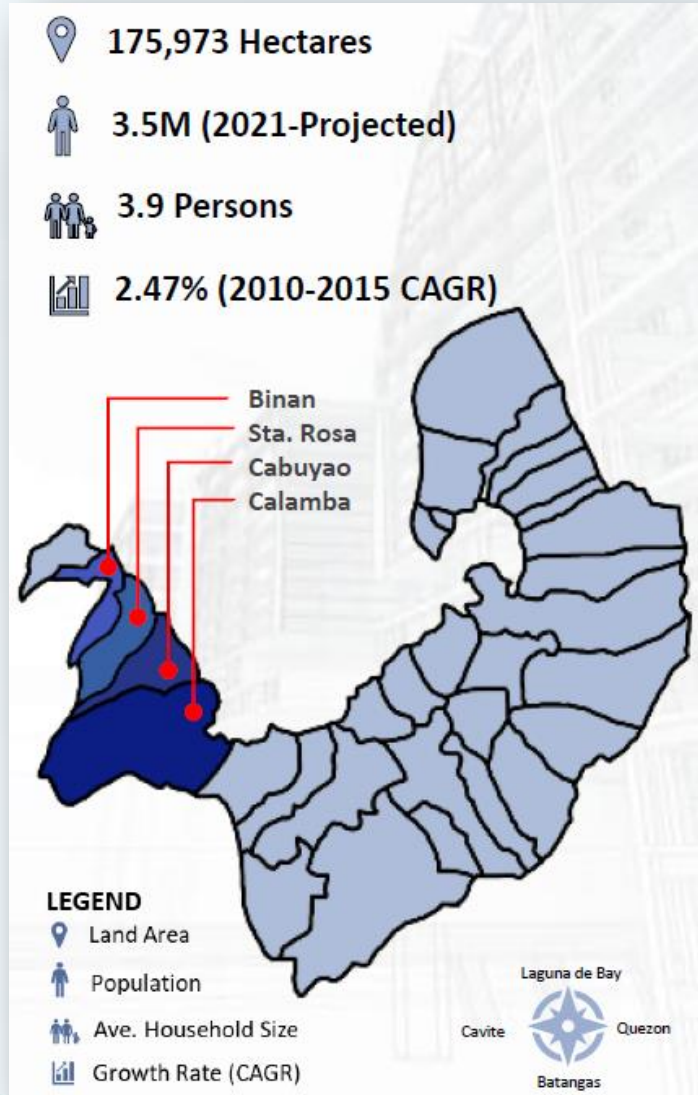 175,973 Hectares
3.5M (2021-Projected)
3.9 Persons
2.47% (2010-2015 CAGR)
Binan
Sta. Rosa
Cabuyao
Calamba
LEGEND
Land Area
Population
Ave. Household Size
Growth Rate (CAGR)
Laguna de Bay
Cavite
Quezon
Batangas